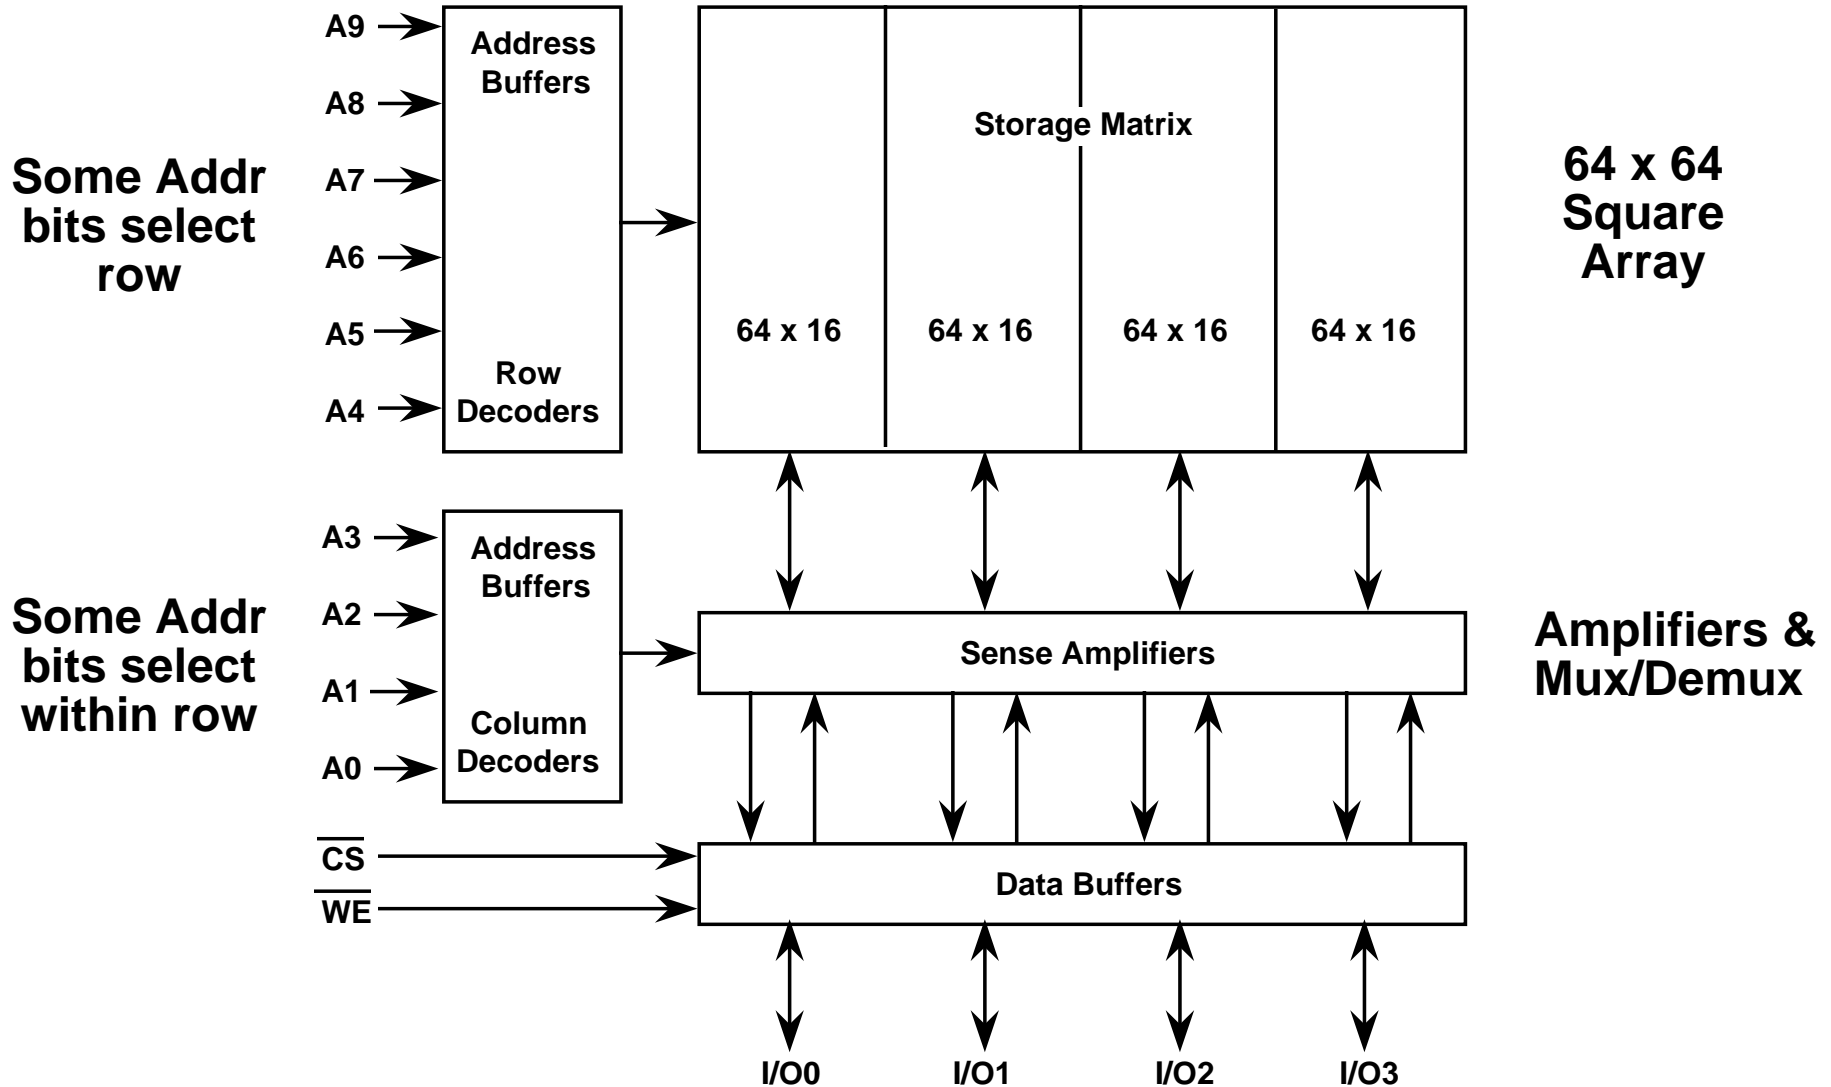 Some Addr
bits select
row
A9
A8
A7
A6
A5
A4
Address
Buffers
Row
Decoders
Storage Matrix
64 x 16
64 x 16
64 x 16
64 x 16
64 x 64
Square
Array
Some Addr
bits select
within row
A3
A2
A1
A0
Address
Buffers
Column
Decoders
Sense Amplifiers
Amplifiers &
Mux/Demux
C̅S̅
W̅E̅
Data Buffers
I/O0
I/O1
I/O2
I/O3